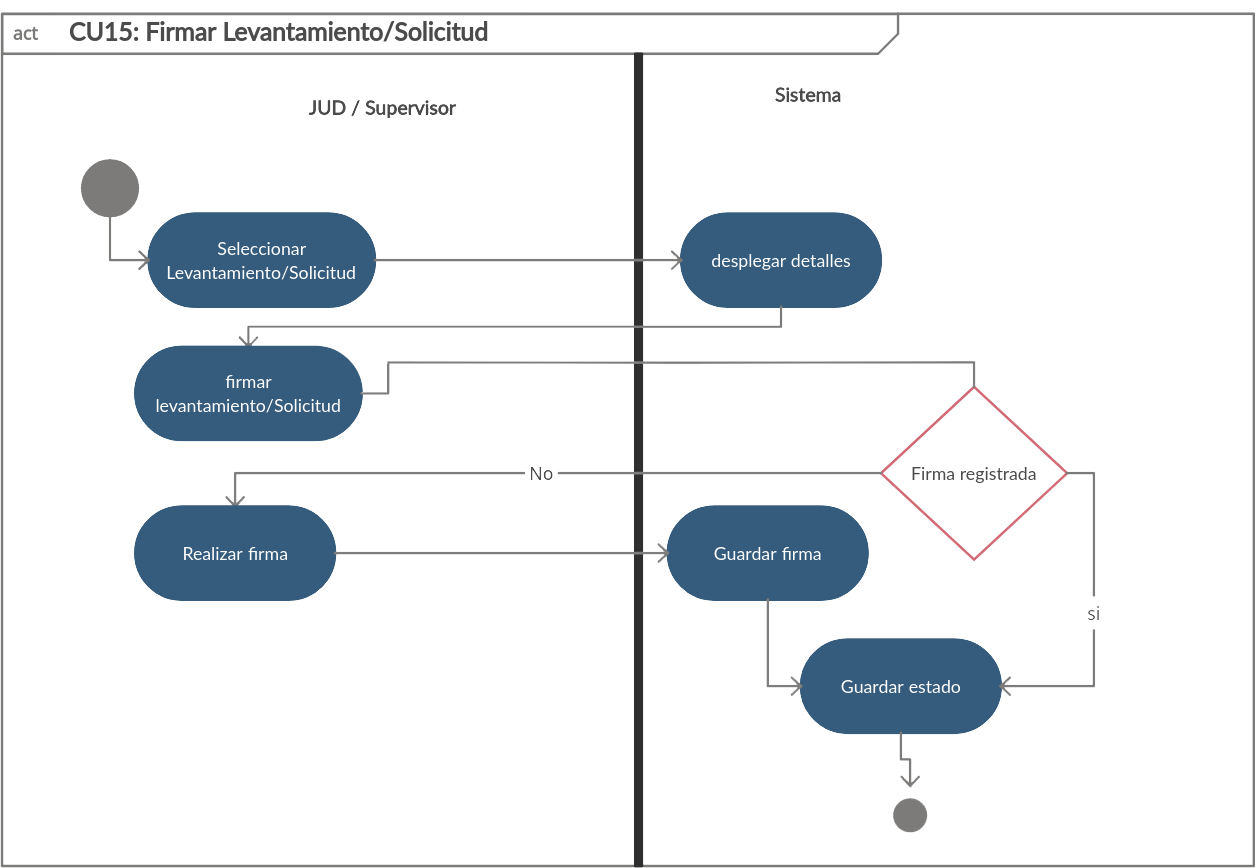 act
CU15: Firmar Levantamiento/Solicitud
JUD / Supervisor
Sistema
Seleccionar
Levantamiento/Solicitud
desplegar detalles
firmar
levantamiento/Solicitud
No
Firma registrada
Realizar firma
Guardar firma
si
Guardar estado